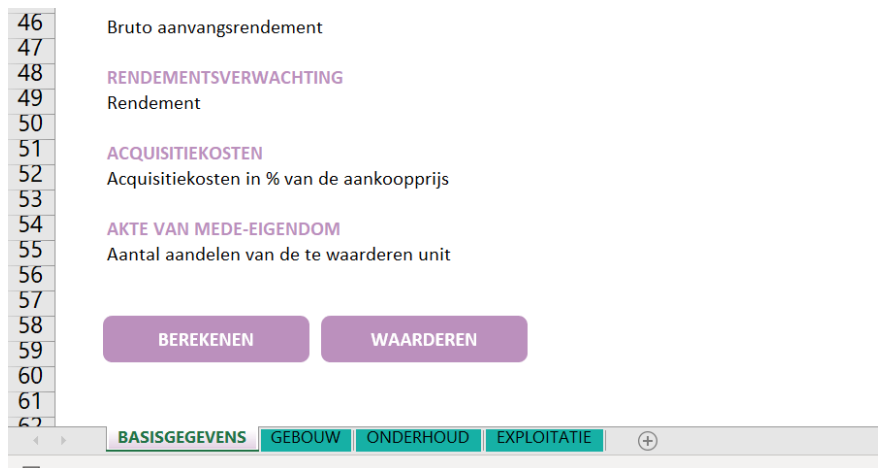 46 Bruto aanvangsrendement
47
48 RENDEMENTSVERWACHTING
49 Rendement
50
51 ACQUISITIEKOSTEN
52 Acquisitiekosten in % van de aankoopprijs
53
54 AKTE VAN MEDE-EIGENDOM
55 Aantal aandelen van de te waarderen unit
56
57
58
BEREKENEN WAARDEREN
59
60
61
62
BASISGEGEVENS GEBOUW ONDERHOUD EXPLOITATIE